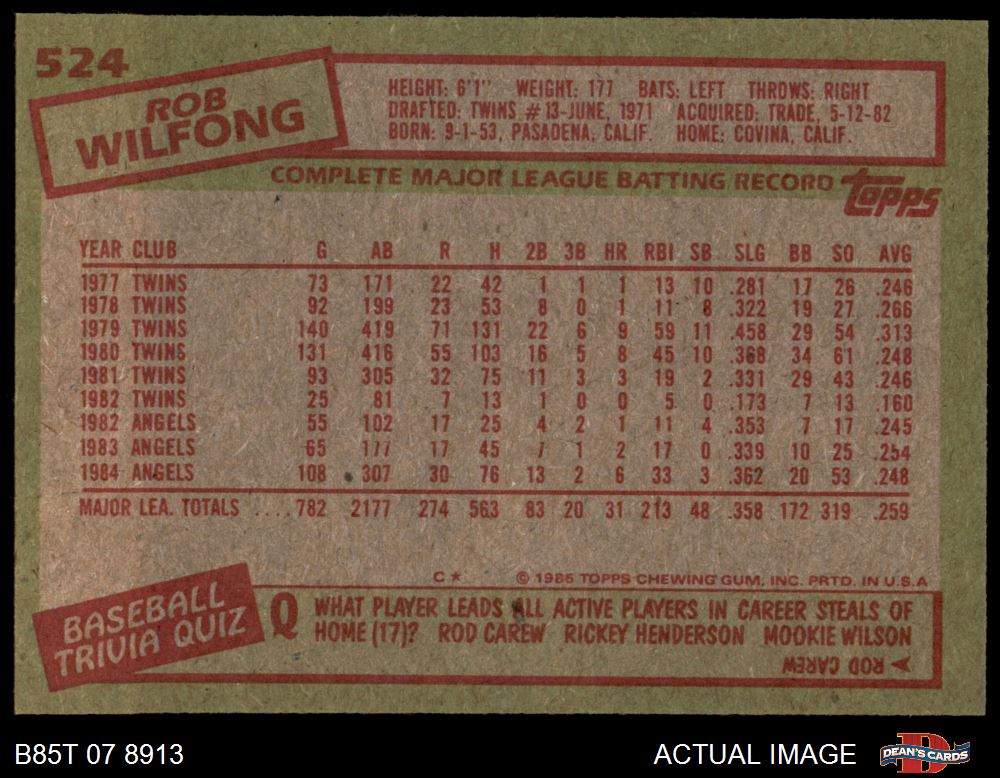 524
ROB
WILFONG
HEIGHT: 6'1" WEIGHT: 177 BATS: LEFT THROWS: RIGHT
DRAFTED: TWINS #13-JUNE, 1971 ACQUIRED: TRADE, 5-12-82
BORN: 9-1-53, PASADENA, CALIF. HOME: COVINA, CALIF.
COMPLETE MAJOR LEAGUE BATTING RECORD
Topps
YEAR CLUB G AB R H 2B 3B HR RBI SB SLG BB SO AVG
1977 TWINS 73 171 22 42 1 1 1 13 10 .281 17 26 .246
1978 TWINS 92 199 23 53 8 0 1 11 8 .322 19 27 .266
1979 TWINS 140 419 71 131 22 6 9 59 11 .458 29 54 .313
1980 TWINS 131 416 55 103 16 5 8 45 10 .368 34 61 .248
1981 TWINS 93 305 32 75 11 3 3 19 2 .331 29 43 .246
1982 TWINS 25 81 7 13 1 0 0 5 0 .173 7 13 .160
1982 ANGELS 55 102 17 25 4 2 1 11 4 .353 7 17 .245
1983 ANGELS 65 177 17 45 7 1 2 17 0 .339 10 25 .254
1984 ANGELS 108 307 30 76 13 2 6 33 3 .362 20 53 .248
MAJOR LEA. TOTALS ....782 2177 274 563 83 20 31 213 48 .358 172 319 .259
C* © 1985 TOPPS CHEWING GUM, INC. PRTD. IN U.S.A
BASEBALL
TRIVIA QUIZ
Q WHAT PLAYER LEADS ALL ACTIVE PLAYERS IN CAREER STEALS OF
HOME (17)? ROD CAREW RICKEY HENDERSON MOOKIE WILSON
ROD CAREW
B85T 07 8913
ACTUAL IMAGE
DEAN'S CARDS